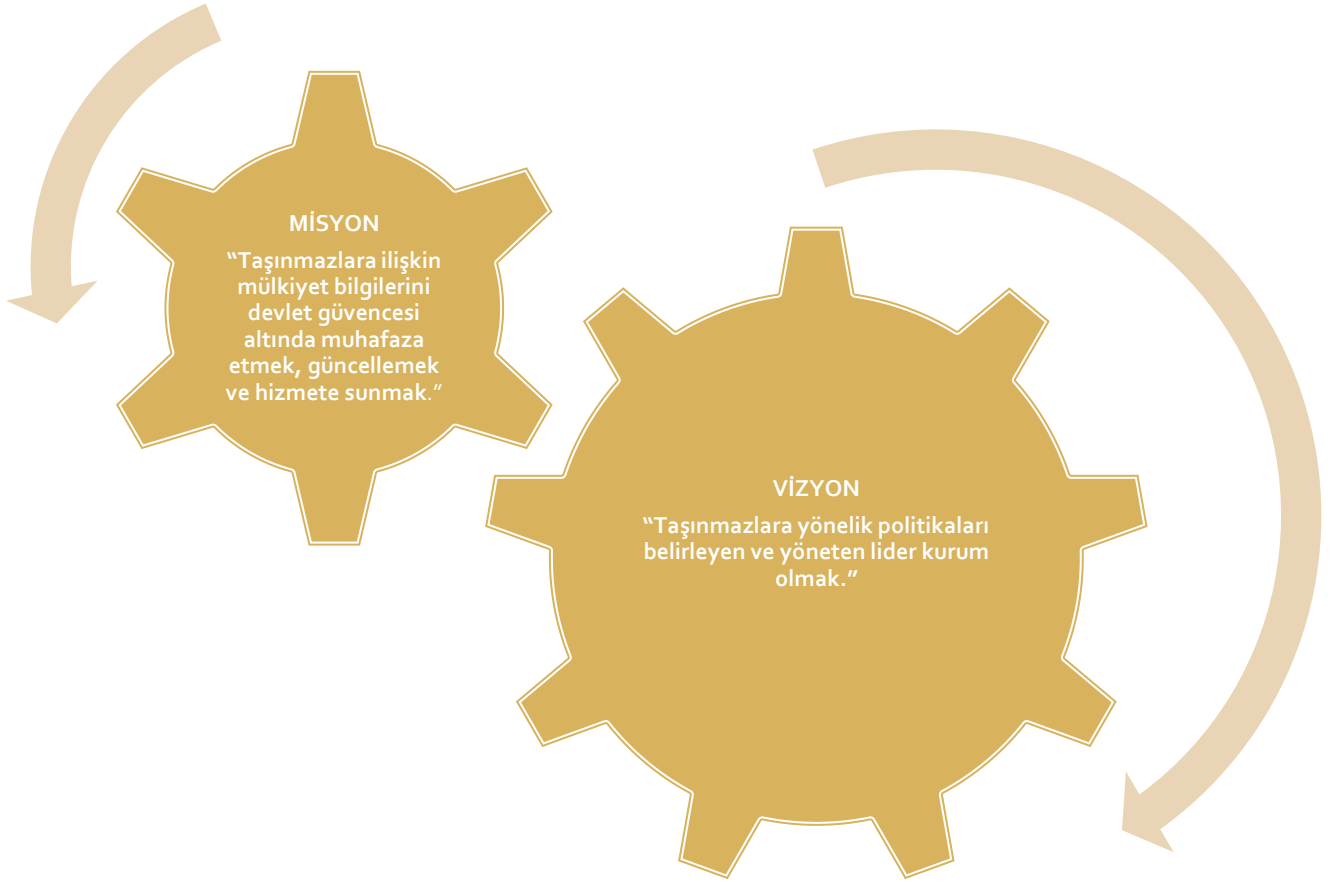 MİSYON
“Taşınmazlara ilişkin
mülkiyet bilgilerini
devlet güvencesi
altında muhafaza
etmek, güncellemek
ve hizmete sunmak.”
VİZYON
“Taşınmazlara yönelik politikaları
belirleyen ve yöneten lider kurum
olmak.”